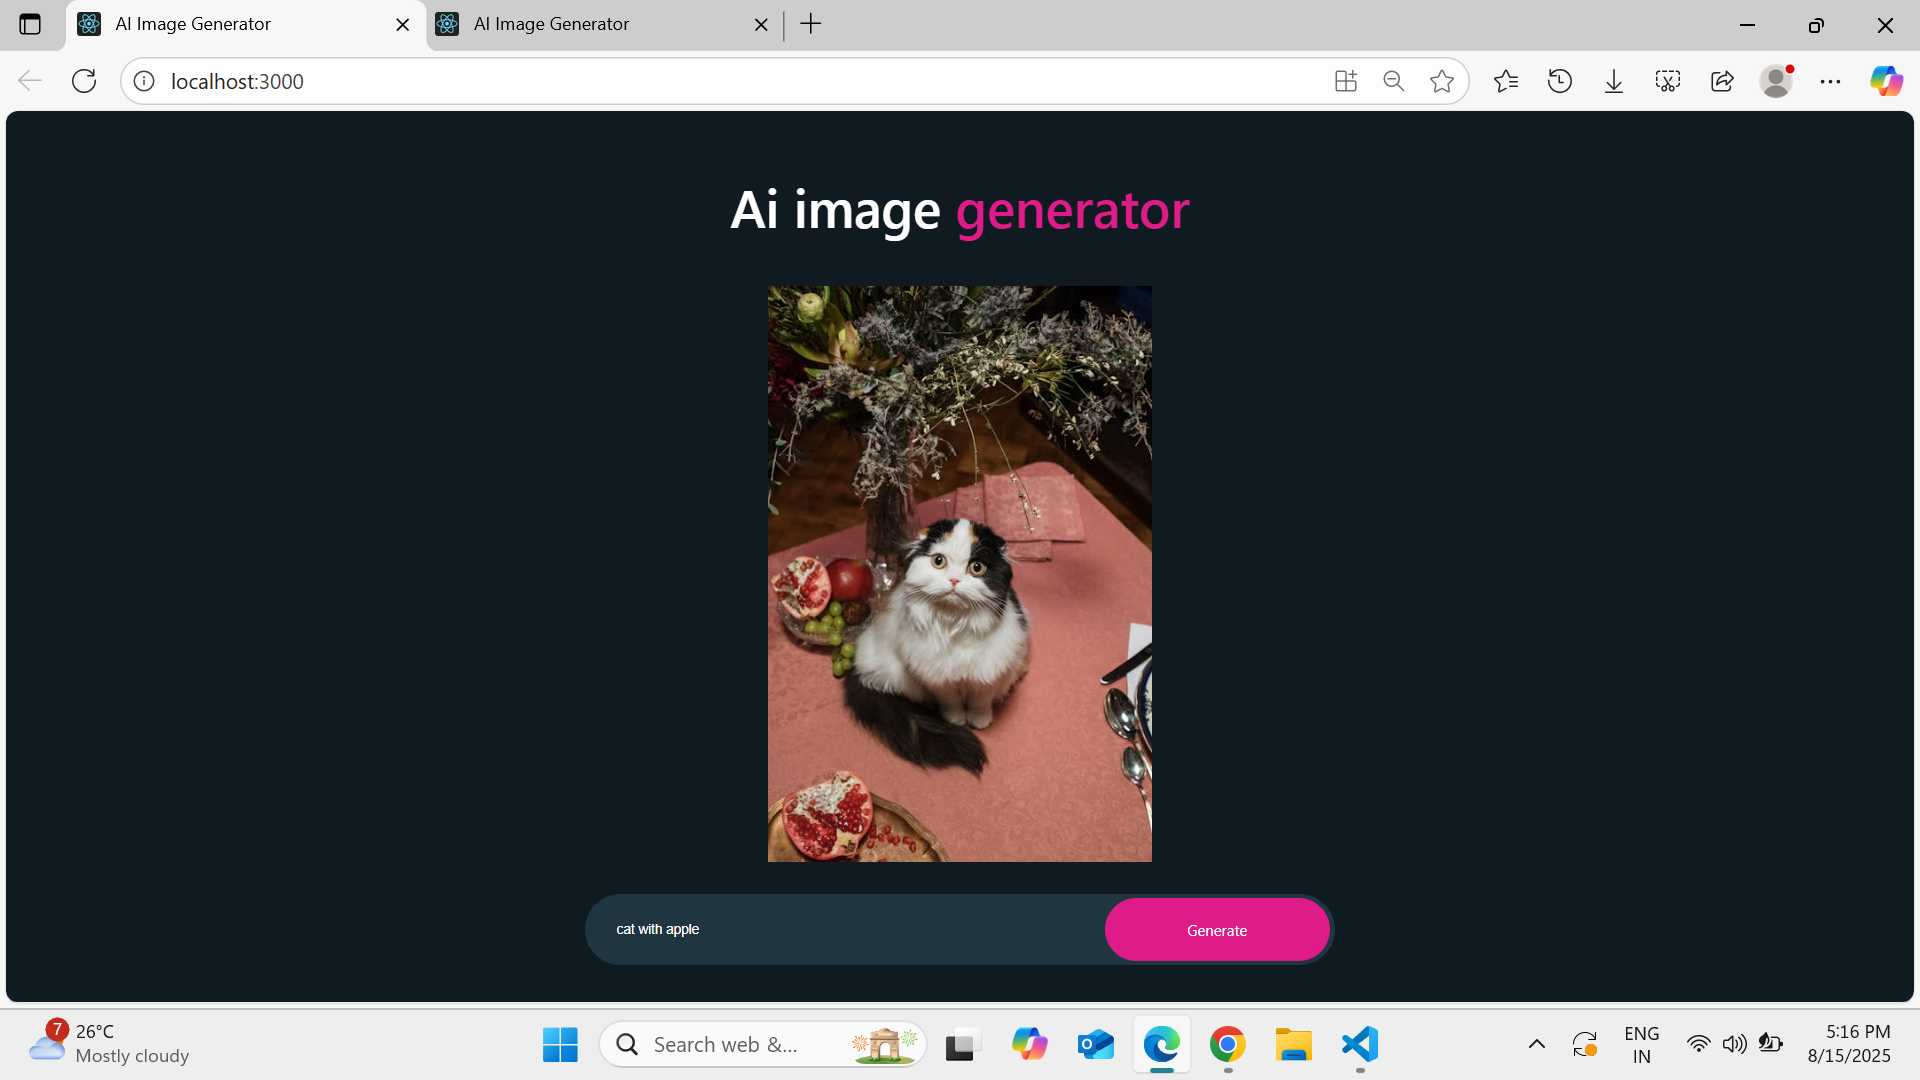 AI Image Generator
AI Image Generator
localhost:3000
Ai image generator
cat with apple
Generate
7
26°C
Mostly cloudy
Search web &...
ENG
IN
5:16 PM
8/15/2025